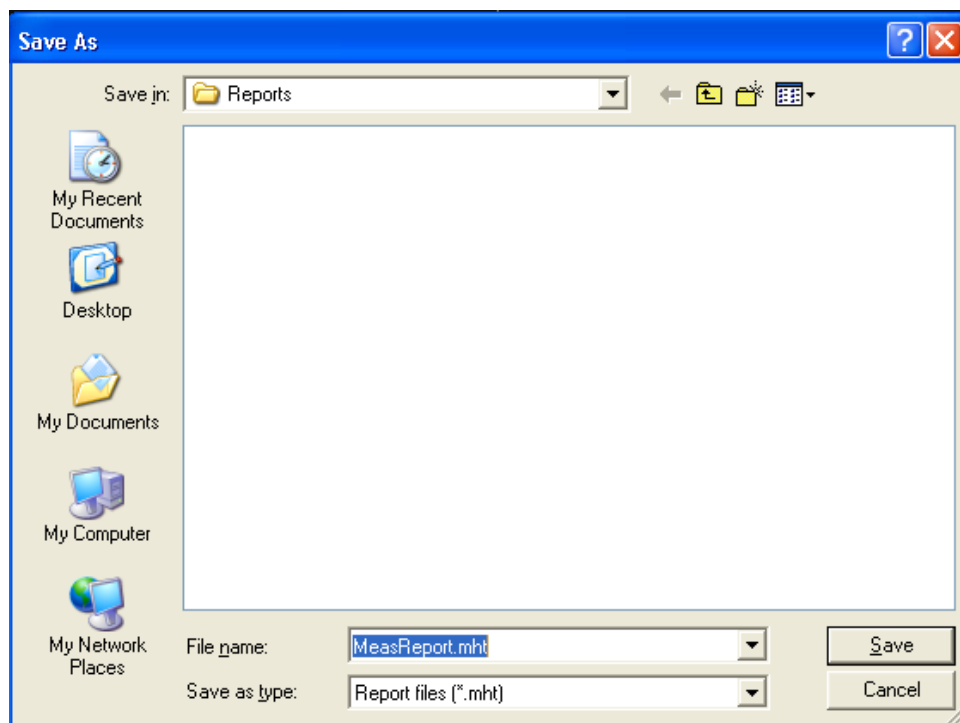 Save As
Save in:
Reports
My Recent
Documents
Desktop
My Documents
My Computer
My Network
Places
File name:
MeasReport.mht
Save
Save as type:
Report files (*.mht)
Cancel